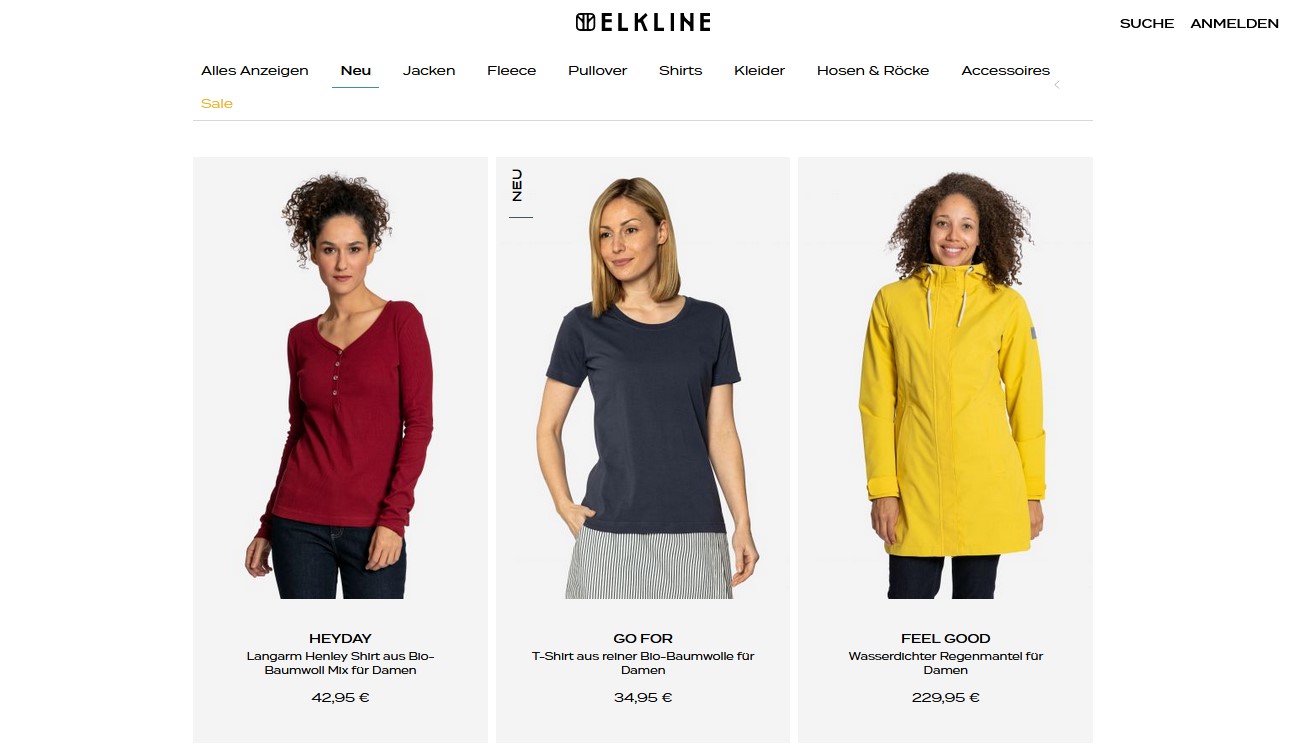 ELKLINE
SUCHE ANMELDEN
Alles Anzeigen Neu Jacken Fleece Pullover Shirts Kleider Hosen & Röcke Accessoires
Sale
NEU
HEYDAY
Langarm Henley Shirt aus Bio-
Baumwoll Mix für Damen
42,95 €
GO FOR
T-Shirt aus reiner Bio-Baumwolle für
Damen
34,95 €
FEEL GOOD
Wasserdichter Regenmantel für
Damen
229,95 €